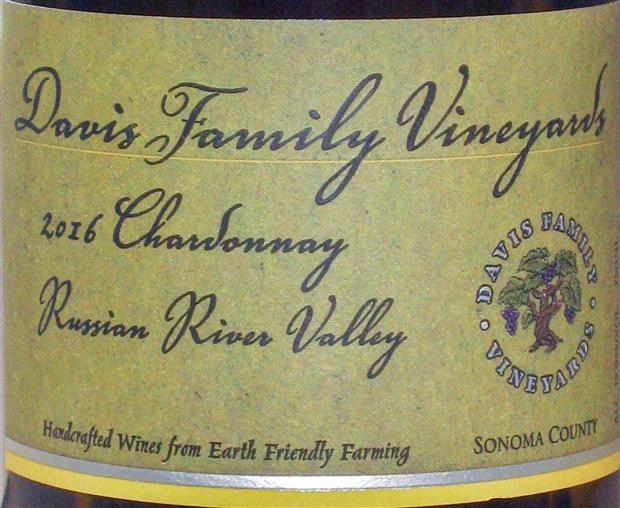 Davis Family Vineyards
2016 Chardonnay
Russian River Valley
DAVIS FAMILY
VINEYARDS
Handcrafted Wines from Earth Friendly Farming
SONOMA COUNTY